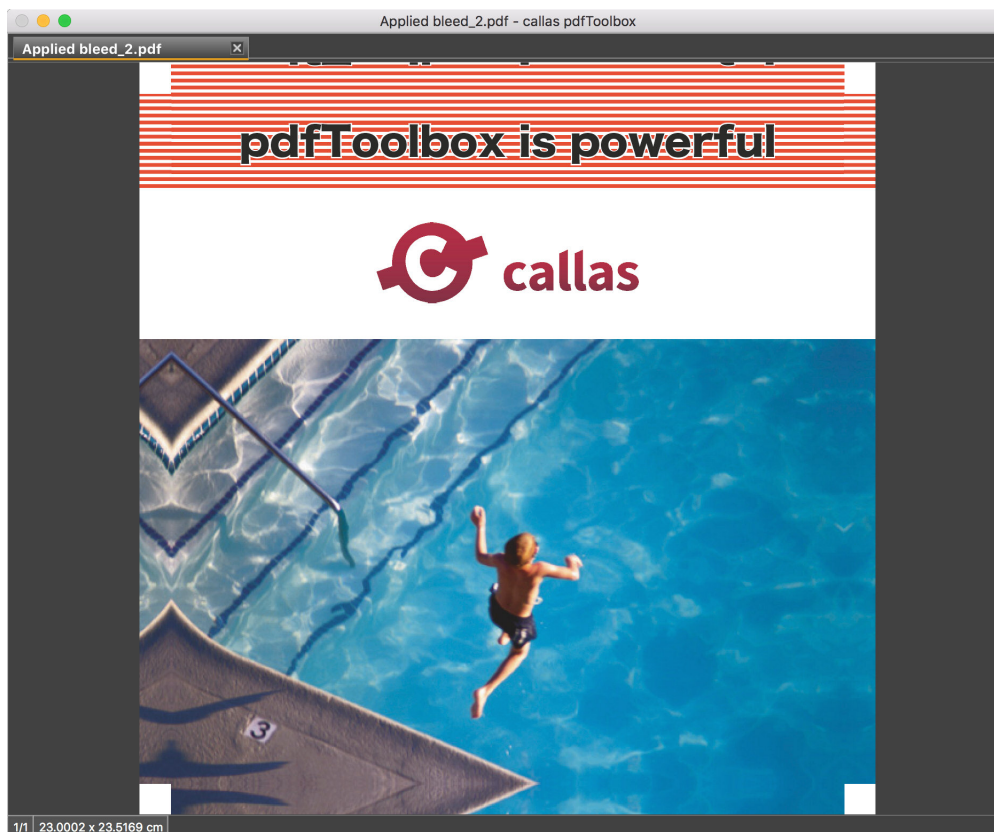 Applied bleed_2.pdf - callas pdfToolbox
Applied bleed_2.pdf
pdfToolbox is powerful
C callas
3
1/1 23.0002 x 23.5169 cm